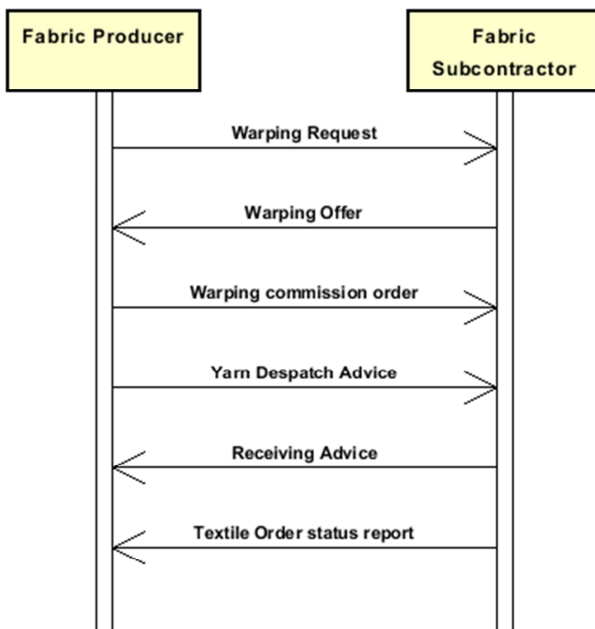 Fabric Producer
Fabric
Subcontractor
Warping Request
Warping Offer
Warping commission order
Yarn Despatch Advice
Receiving Advice
Textile Order status report